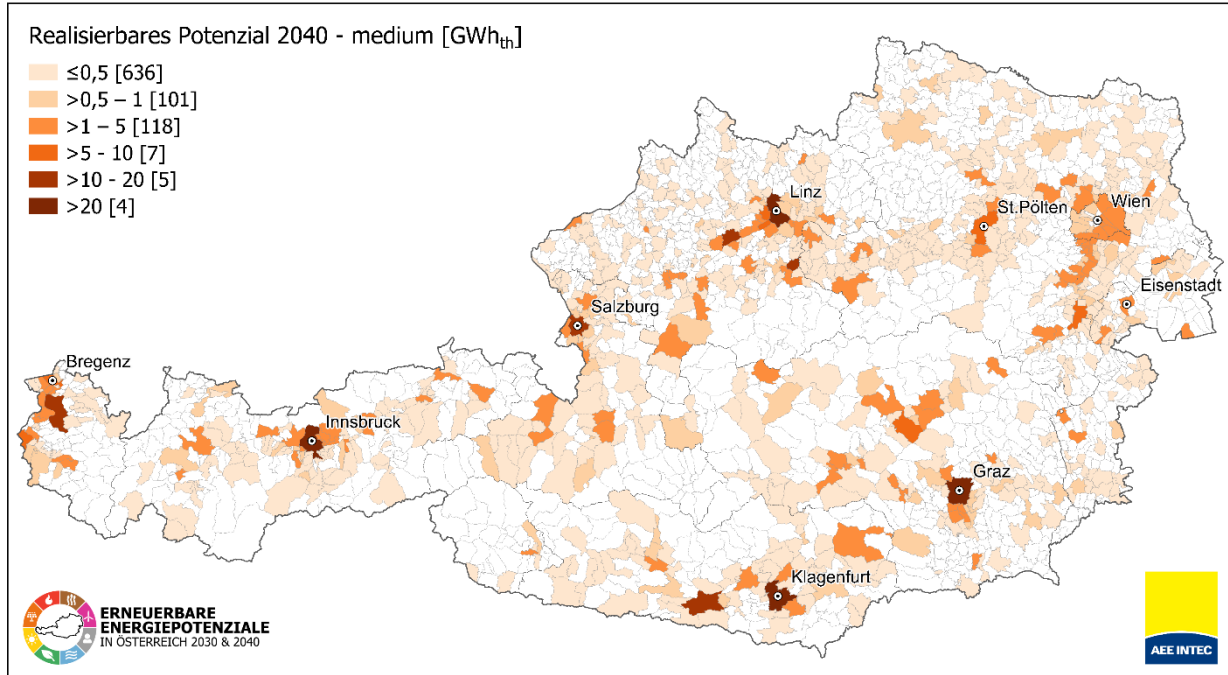 Realisierbares Potenzial 2040 - medium [GWhth]
≤0,5 [636]
>0,5 – 1 [101]
>1 – 5 [118]
>5 - 10 [7]
>10 - 20 [5]
>20 [4]
Linz
St.Pölten
Wien
Eisenstadt
Salzburg
Bregenz
Innsbruck
Graz
Klagenfurt
ERNEUERBARE
ENERGIEPOTENZIALE
IN ÖSTERREICH 2030 & 2040
AEE INTEC